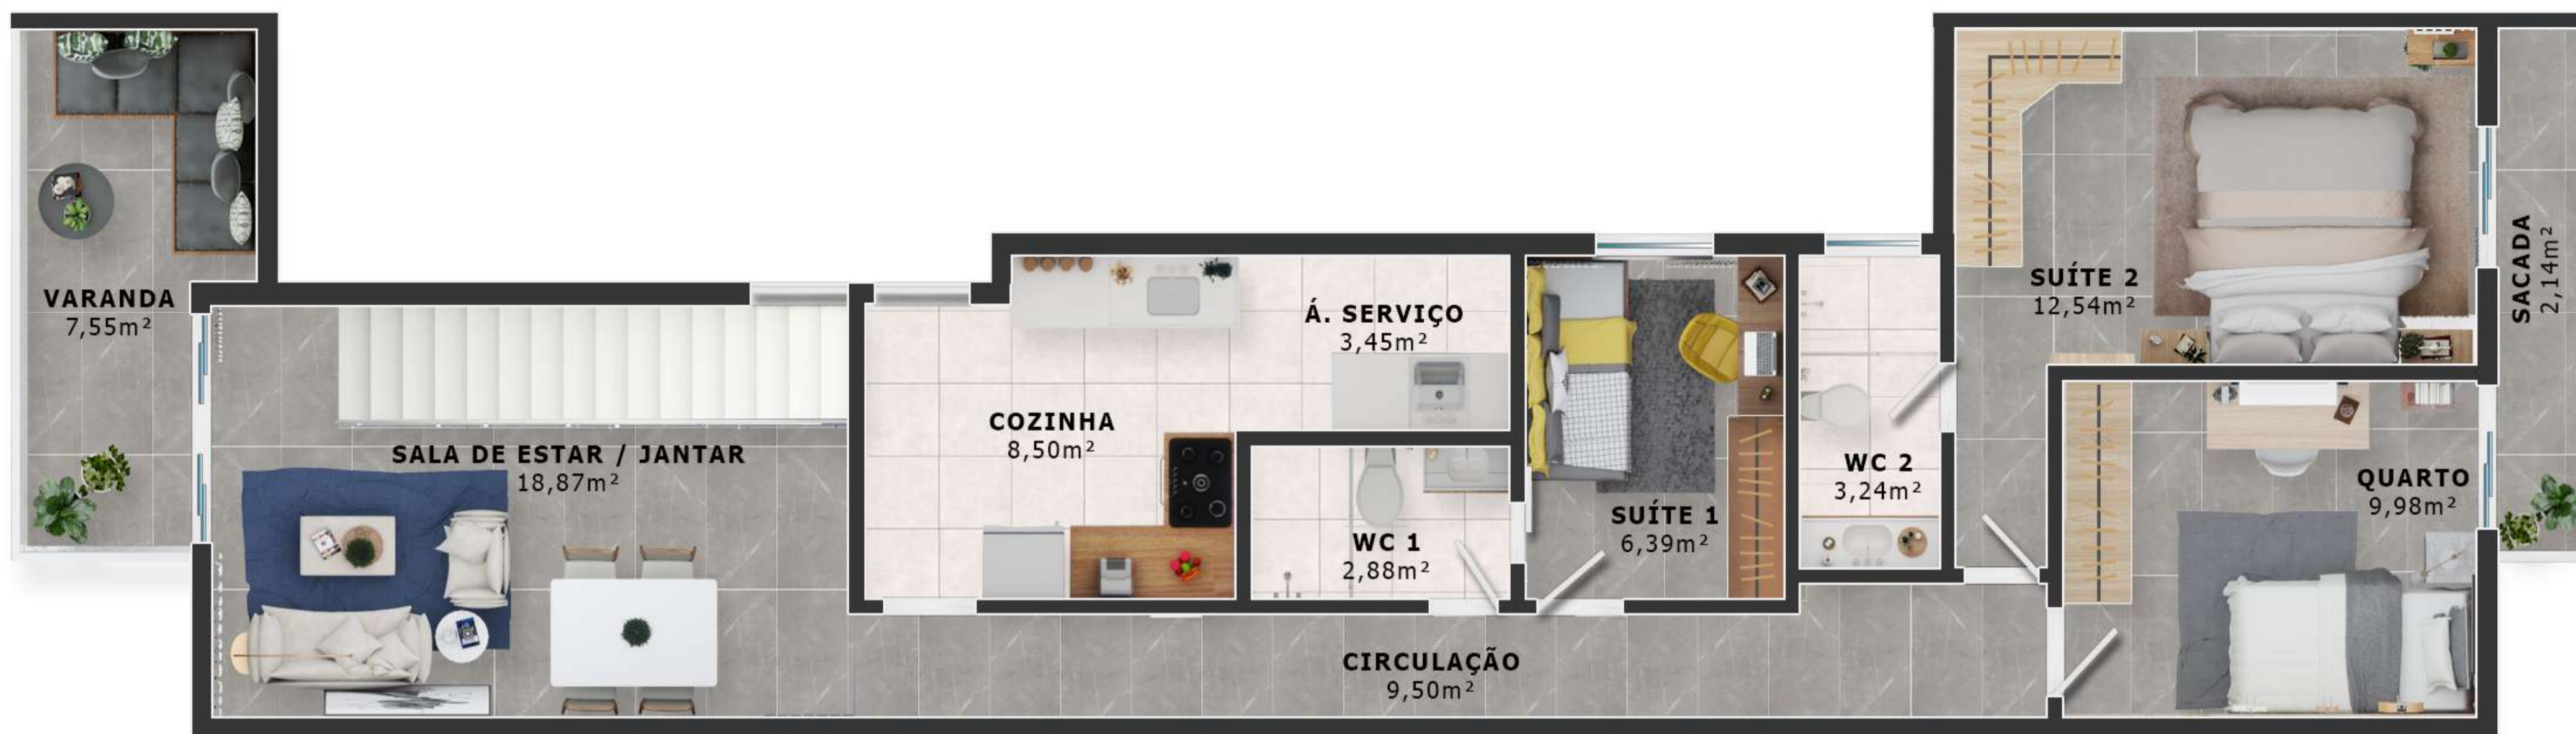 VARANDA
7,55m²
SALA DE ESTAR / JANTAR
18,87m²
COZINHA
8,50m²
Á. SERVIÇO
3,45m²
WC 1
2,88m²
SUÍTE 1
6,39m²
WC 2
3,24m²
SUÍTE 2
12,54m²
QUARTO
9,98m²
SACADA
2,14m²
CIRCULAÇÃO
9,50m²